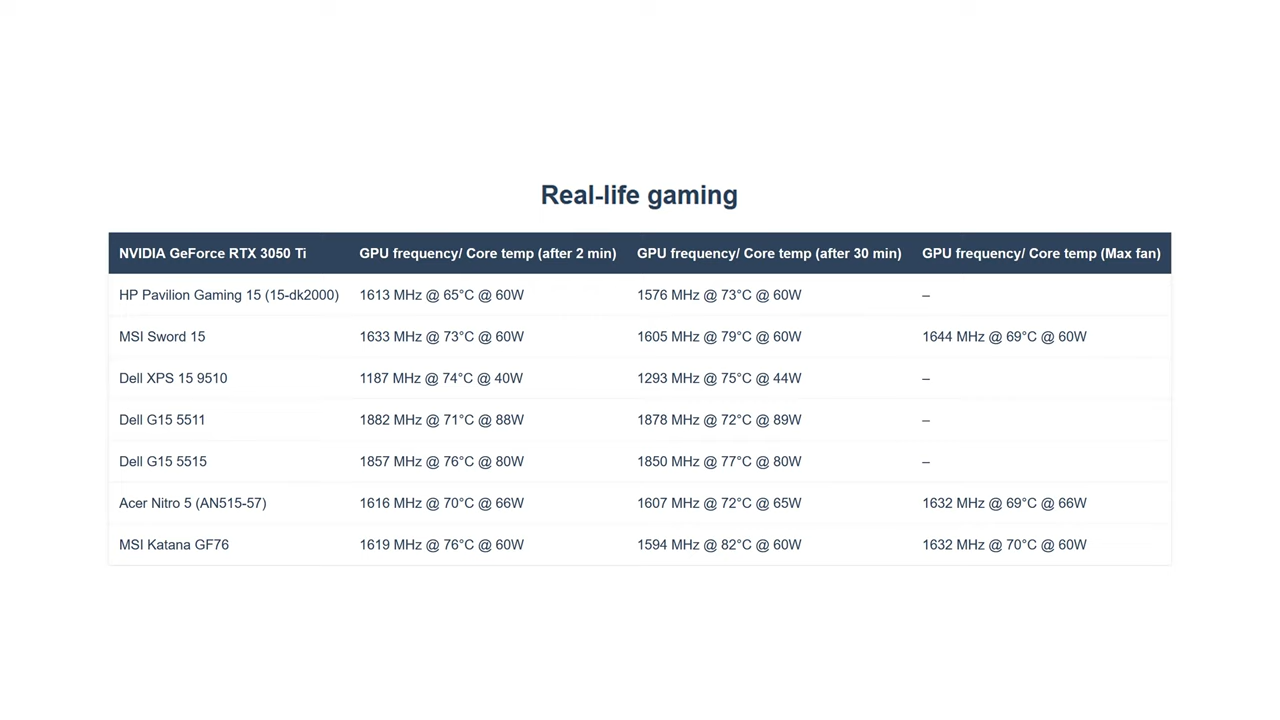 Real-life gaming
NVIDIA GeForce RTX 3050 Ti GPU frequency/ Core temp (after 2 min) GPU frequency/ Core temp (after 30 min) GPU frequency/ Core temp (Max fan)
HP Pavilion Gaming 15 (15-dk2000) 1613 MHz @ 65°C @ 60W 1576 MHz @ 73°C @ 60W –
MSI Sword 15 1633 MHz @ 73°C @ 60W 1605 MHz @ 79°C @ 60W 1644 MHz @ 69°C @ 60W
Dell XPS 15 9510 1187 MHz @ 74°C @ 40W 1293 MHz @ 75°C @ 44W –
Dell G15 5511 1882 MHz @ 71°C @ 88W 1878 MHz @ 72°C @ 89W –
Dell G15 5515 1857 MHz @ 76°C @ 80W 1850 MHz @ 77°C @ 80W –
Acer Nitro 5 (AN515-57) 1616 MHz @ 70°C @ 66W 1607 MHz @ 72°C @ 65W 1632 MHz @ 69°C @ 66W
MSI Katana GF76 1619 MHz @ 76°C @ 60W 1594 MHz @ 82°C @ 60W 1632 MHz @ 70°C @ 60W